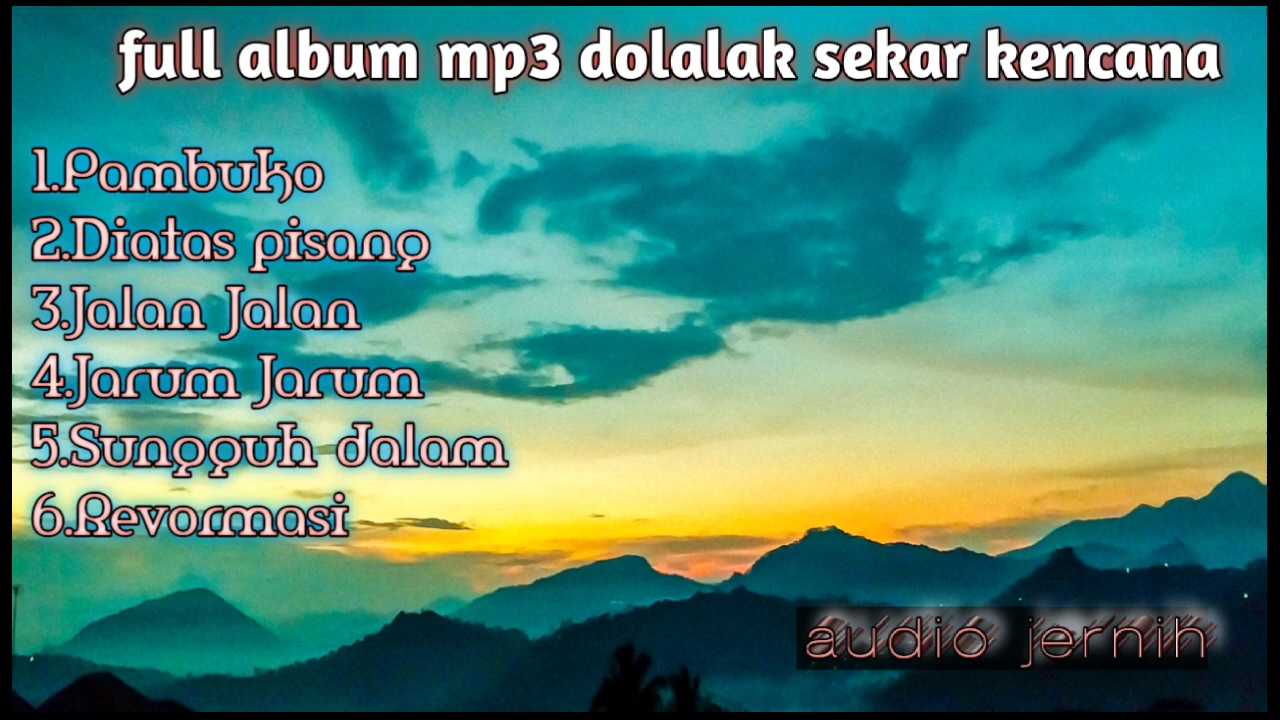 full album mp3 dolalak sekar kencana
1.Pambuko
2.Diatas pisang
3.Jalan Jalan
4.Jarum Jarum
5.Sungguh dalam
6.Revormasi
audio jernih